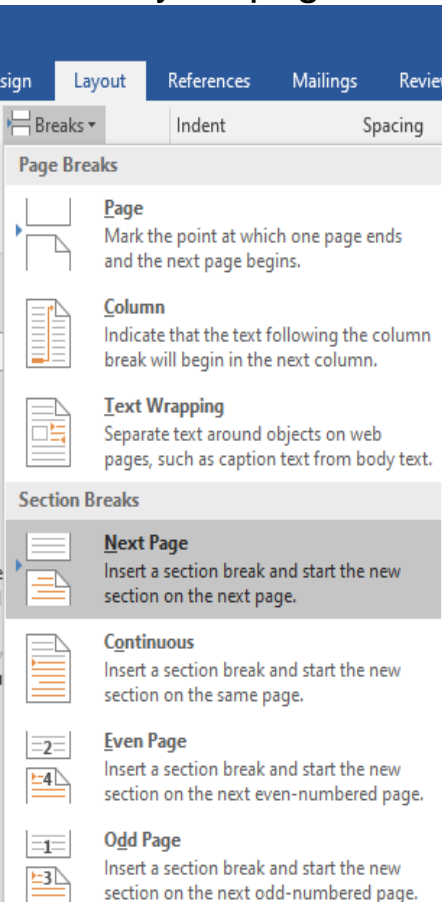 sign Layout References Mailings Review
Breaks Indent Spacing
Page Breaks
Page
Mark the point at which one page ends
and the next page begins.
Column
Indicate that the text following the column
break will begin in the next column.
Text Wrapping
Separate text around objects on web
pages, such as caption text from body text.
Section Breaks
Next Page
Insert a section break and start the new
section on the next page.
Continuous
Insert a section break and start the new
section on the same page.
2
Even Page
4
Insert a section break and start the new
section on the next even-numbered page.
1
Odd Page
3
Insert a section break and start the new
section on the next odd-numbered page.